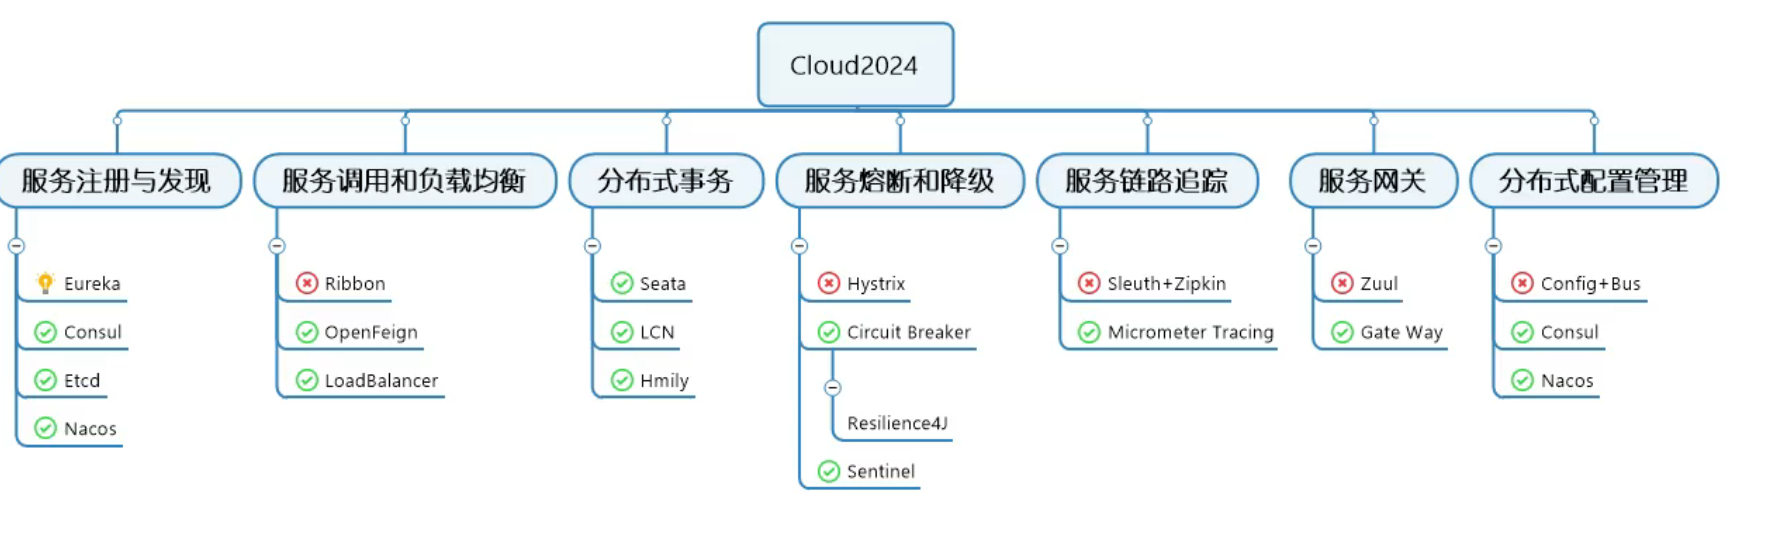 Cloud2024
服务注册与发现
Eureka
Consul
Etcd
Nacos
服务调用和负载均衡
Ribbon
OpenFeign
LoadBalancer
分布式事务
Seata
LCN
Hmily
服务熔断和降级
Hystrix
Circuit Breaker
Resilience4J
Sentinel
服务链路追踪
Sleuth+Zipkin
Micrometer Tracing
服务网关
Zuul
Gate Way
分布式配置管理
Config+Bus
Consul
Nacos